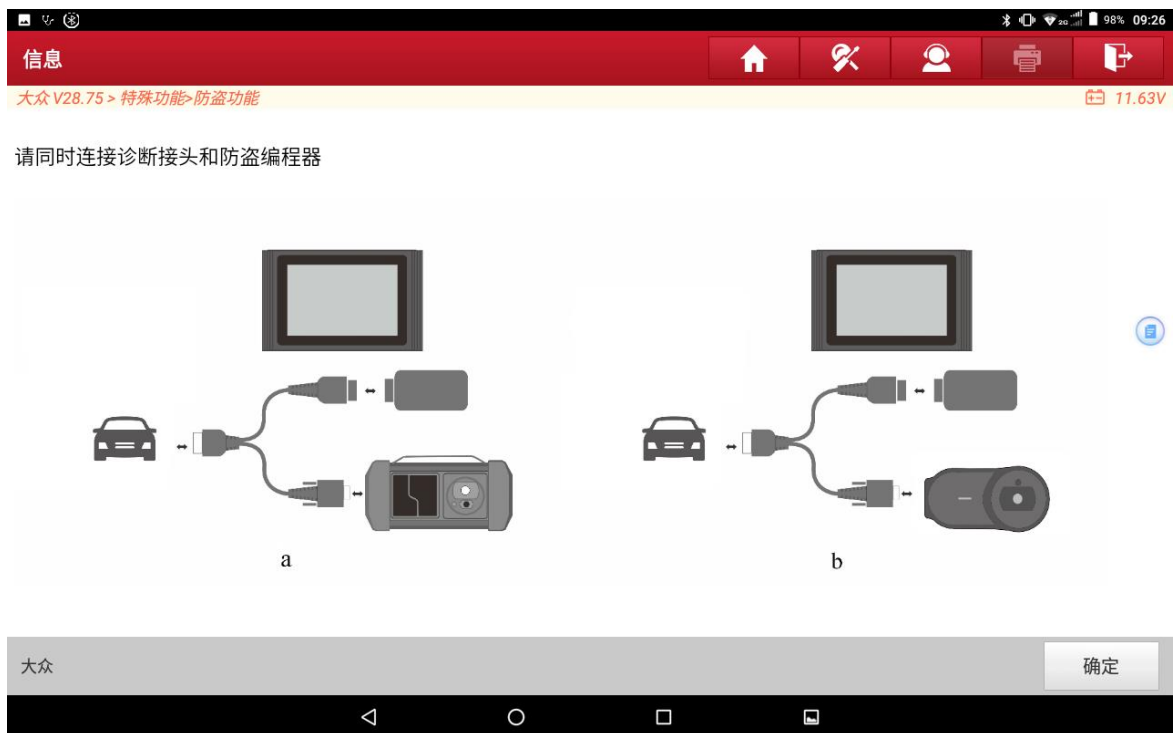 2G 98% 09:26
信息
大众 V28.75 > 特殊功能>防盗功能 11.63V
请同时连接诊断接头和防盗编程器
a b
大众 确定